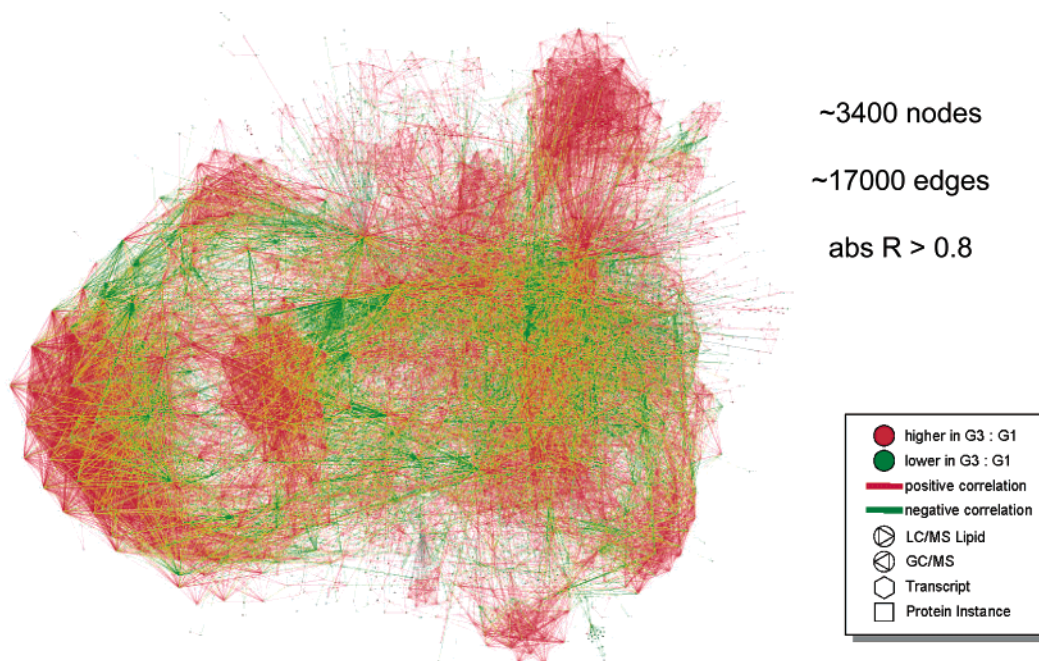 ~3400 nodes
~17000 edges
abs R > 0.8
higher in G3 : G1
lower in G3 : G1
positive correlation
negative correlation
LC/MS Lipid
GC/MS
Transcript
Protein Instance